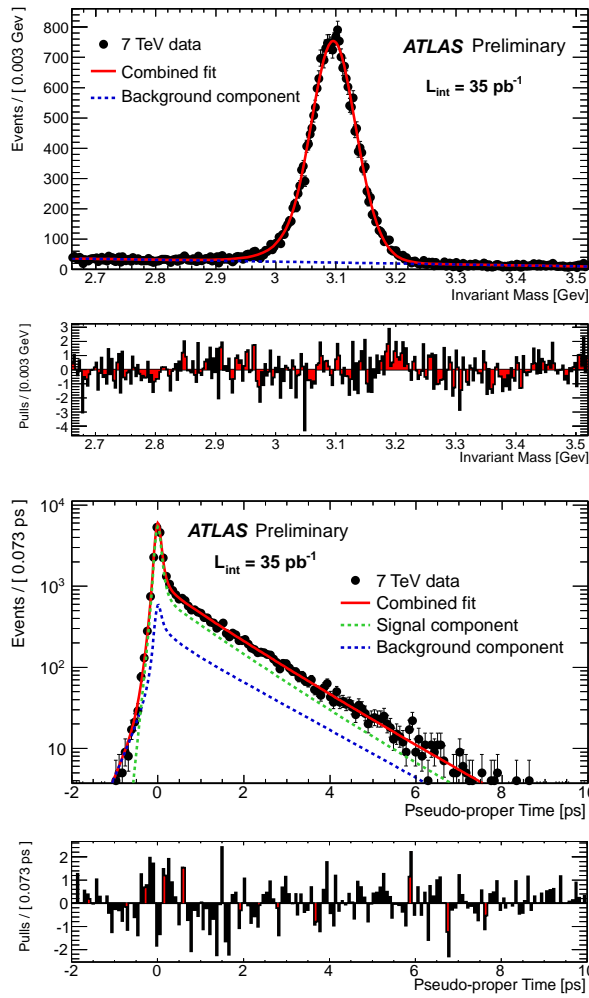 Events / [ 0.003 Gev ]
800
700
600
500
400
300
200
100
0
7 TeV data
Combined fit
Background component
ATLAS Preliminary
L_int = 35 pb^-1
2.7 2.8 2.9 3 3.1 3.2 3.3 3.4 3.5
Invariant Mass [Gev]
Pulls / [0.003 GeV ]
3
2
1
0
-1
-2
-3
-4
2.7 2.8 2.9 3 3.1 3.2 3.3 3.4 3.5
Invariant Mass [Gev]
Events / [ 0.073 ps ]
10^4
10^3
10^2
10
ATLAS Preliminary
L_int = 35 pb^-1
7 TeV data
Combined fit
Signal component
Background component
-2 0 2 4 6 8 10
Pseudo-proper Time [ps]
Pulls / [ 0.073 ps ]
2
1
0
-1
-2
-2 0 2 4 6 8 10
Pseudo-proper Time [ps]